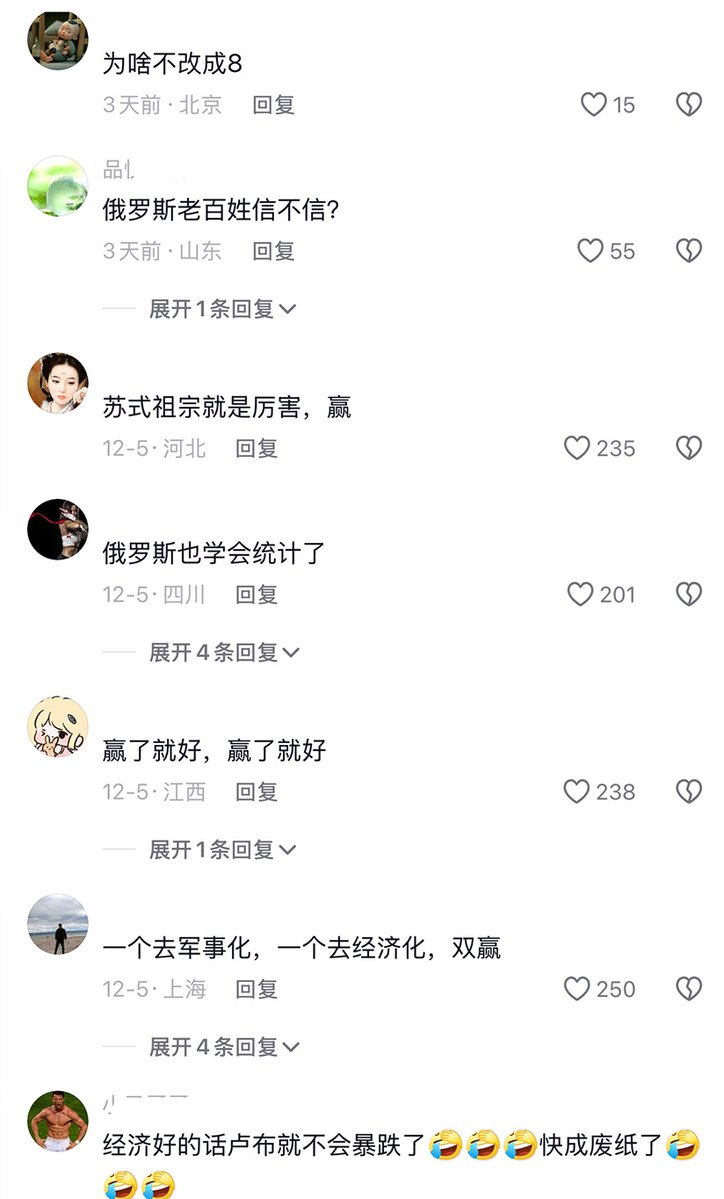 为啥不改成8
3天前·北京 回复 15
俄罗斯老百姓信不信?
3天前·山东 回复 55
展开1条回复
苏式祖宗就是厉害，赢
12-5·河北 回复 235
俄罗斯也学会统计了
12-5·四川 回复 201
展开4条回复
赢了就好，赢了就好
12-5·江西 回复 238
展开1条回复
一个去军事化，一个去经济化，双赢
12-5·上海 回复 250
展开4条回复
经济好的话卢布就不会暴跌了🤣🤣🤣快成废纸了🤣
🤣🤣